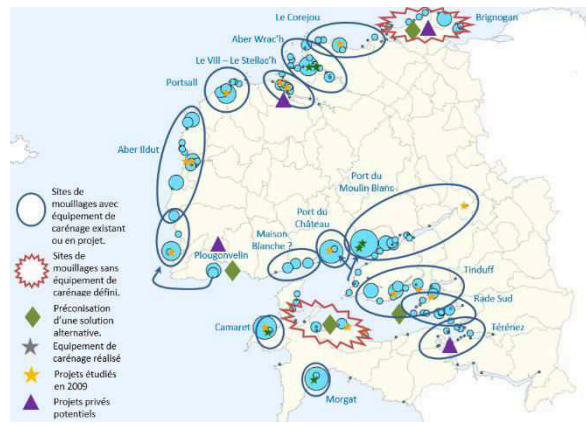 Le Corejou
Brignogan
Aber Wrac'h
Le Vill – Le Stellac'h
Portsall
Aber Ildut
Port du
Moulin Blanc
Port du
Château
Maison
Blanche ?
Plougonvelin
Tinduff
Rade Sud
Camaret
Térénez
Morgat
Sites de
mouillages avec
équipement de
carénage existant
ou en projet.
Sites de
mouillages sans
équipement de
carénage défini.
Préconisation
d'une solution
alternative.
Equipement de
carénage réalisé
Projets étudiés
en 2009
Projets privés
potentiels